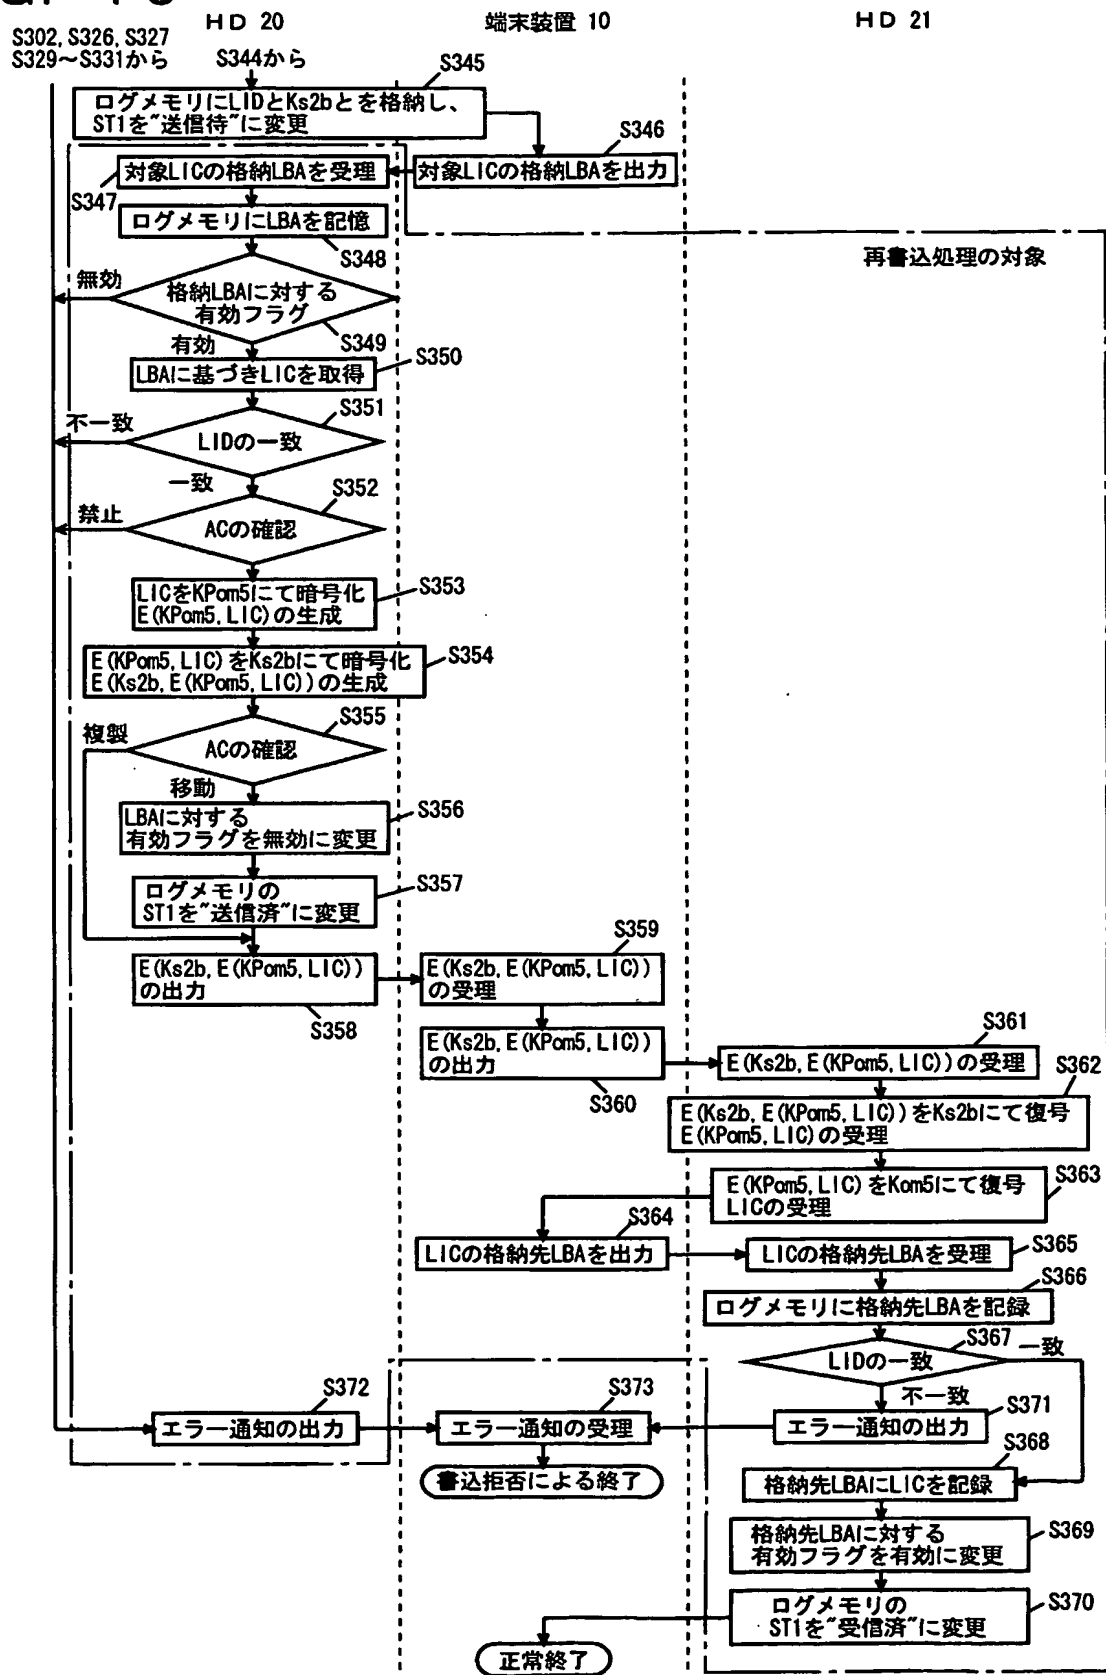 HD 20
端末装置 10
HD 21
S302, S326, S327
S329～S331から
S344から
S345
ログメモリにLIDとKs2bとを格納し、
ST1を"送信待"に変更
S346
対象LICの格納LBAを出力
対象LICの格納LBAを受理
S347
ログメモリにLBAを記憶
S348
再書込処理の対象
無効
格納LBAに対する
有効フラグ
S349
有効
S350
LBAに基づきLICを取得
S351
不一致
LIDの一致
一致
S352
禁止
ACの確認
S353
LICをKPom5にて暗号化
E(KPom5, LIC)の生成
S354
E(KPom5, LIC)をKs2bにて暗号化
E(Ks2b, E(KPom5, LIC))の生成
S355
複製
ACの確認
移動
S356
LBAに対する
有効フラグを無効に変更
S357
ログメモリの
ST1を"送信済"に変更
S358
E(Ks2b, E(KPom5, LIC))
の出力
S359
E(Ks2b, E(KPom5, LIC))
の受理
E(Ks2b, E(KPom5, LIC))
の出力
S360
S361
E(Ks2b, E(KPom5, LIC))の受理
S362
E(Ks2b, E(KPom5, LIC))をKs2bにて復号
E(KPom5, LIC)の受理
E(KPom5, LIC)をKom5にて復号
LICの受理
S363
S364
LICの格納先LBAを出力
LICの格納先LBAを受理
S365
S366
ログメモリに格納先LBAを記録
S367
LIDの一致
一致
不一致
S372
エラー通知の出力
S373
エラー通知の受理
エラー通知の出力
S371
書込拒否による終了
S368
格納先LBAにLICを記録
格納先LBAに対する
有効フラグを有効に変更
S369
ログメモリの
ST1を"受信済"に変更
S370
正常終了